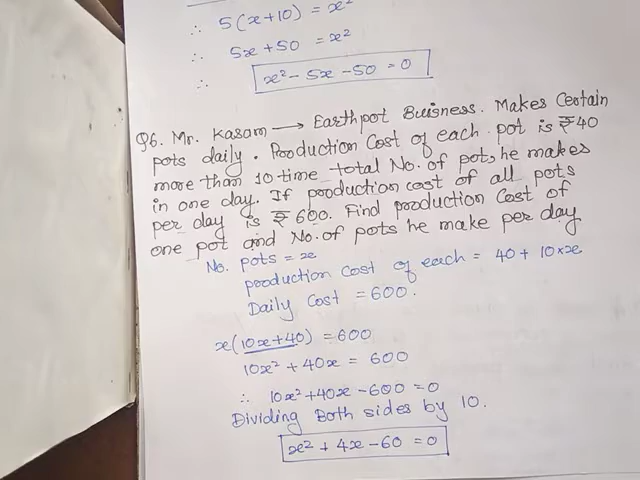 ∴ 5(x+10) = x²
∴ 5x+50 = x²
∴ x² - 5x - 50 = 0
Q6. Mr. Kasam → Earthpot Buisness. Makes Certain
pots daily. Production Cost of each pot is ₹40
more than 10 time total No. of pot, he makes
in one day. If production cost of all pots
per day is ₹600. Find production Cost of
one pot and No. of pots he make per day
No. pots = x
production cost of each = 40 + 10×x
Daily Cost = 600.
x(10x+40) = 600
10x² + 40x = 600
∴ 10x² + 40x - 600 = 0
Dividing Both sides by 10.
x² + 4x - 60 = 0